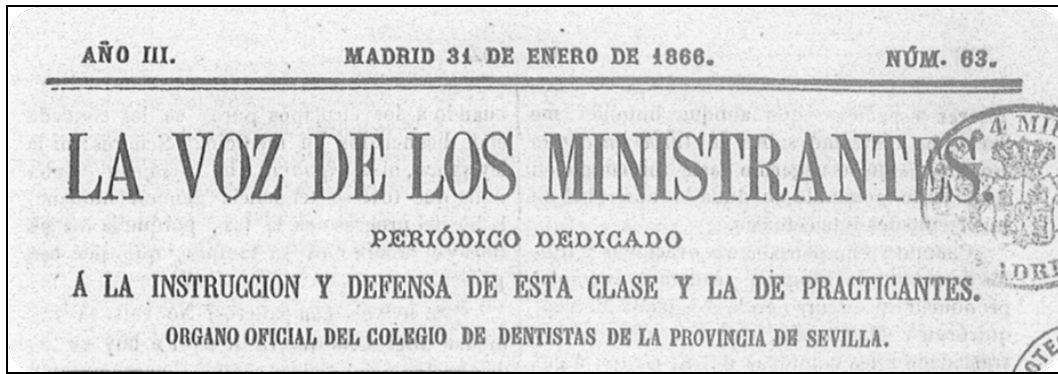 AÑO III. MADRID 31 DE ENERO DE 1866. NÚM. 63.
LA VOZ DE LOS MINISTRANTES.
PERIÓDICO DEDICADO
Á LA INSTRUCCION Y DEFENSA DE ESTA CLASE Y LA DE PRACTICANTES.
ORGANO OFICIAL DEL COLEGIO DE DENTISTAS DE LA PROVINCIA DE SEVILLA.